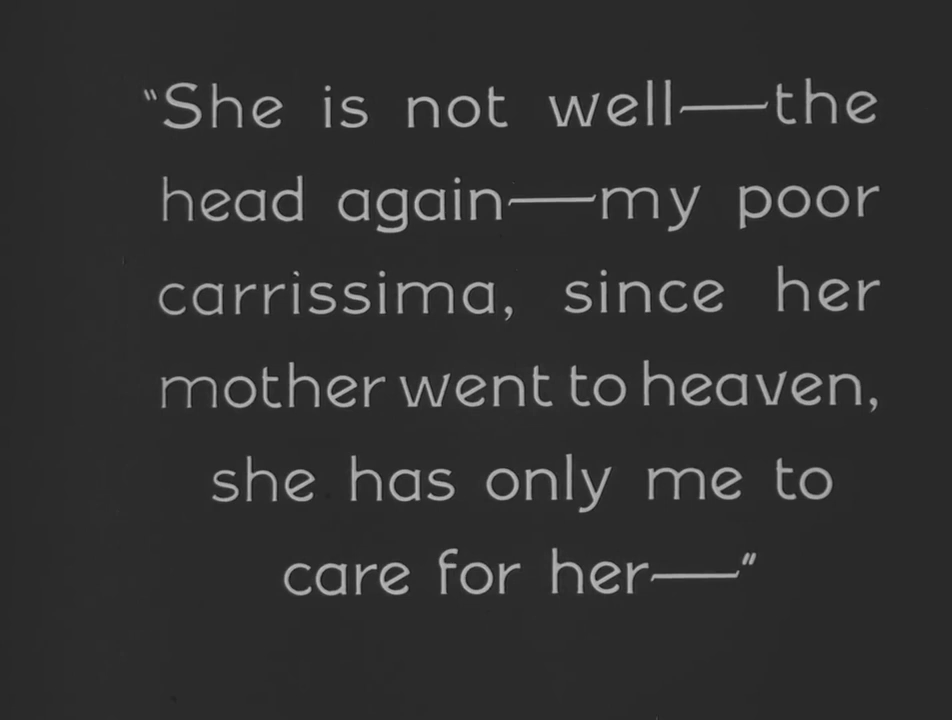 "She is not well—the
head again—my poor
carrissima, since her
mother went to heaven,
she has only me to
care for her—"